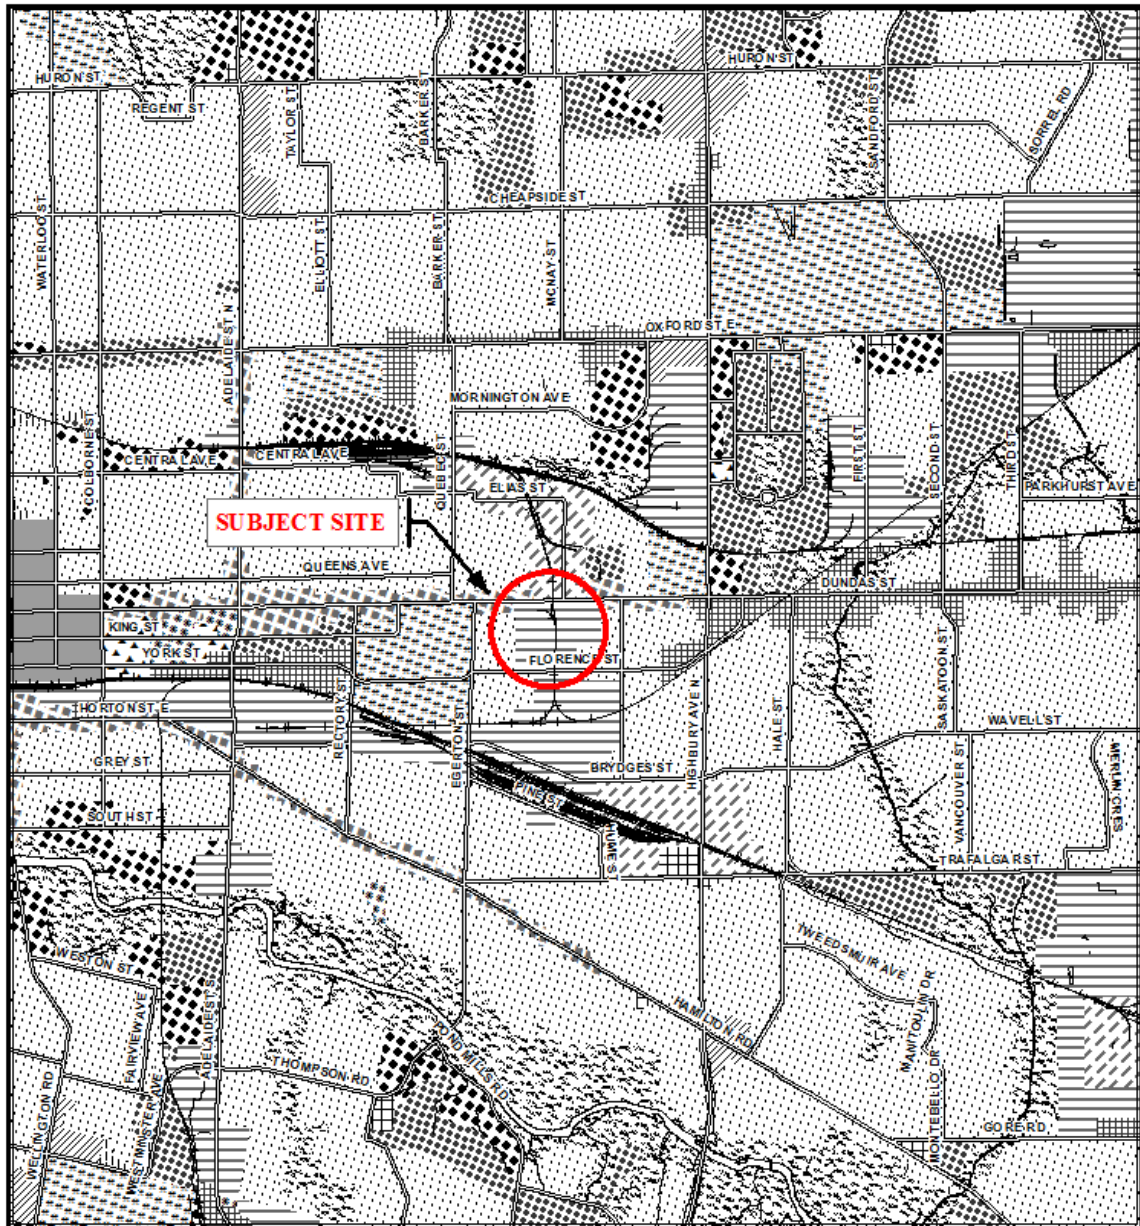 HURON ST
HURON ST
REGENT ST
TAYLOR ST
BARKER ST
SANDFORD ST
SORREL RD
CHEAPSIDE ST
WATERLOO ST
ELLIOTT ST
BARKER ST
MCNAY ST
ADELAIDE ST N
OXFORD ST E
MORNINGTON AVE
COLBORNE ST
CENTRAL AVE
CENTRAL AVE
QUEBEC ST
FIRST ST
SECOND ST
THIRD ST
PARKHURST AVE
ELIAS ST
SUBJECT SITE
QUEENS AVE
DUNDAS ST
KING ST
YORK ST
FLORENCE ST
SASKATOON ST
HORTON ST E
RECTORY ST
EGERTON ST
HIGHBURY AVE N
HALE ST
WAVELL ST
GREY ST
BRYDGES ST
VANCOUVER ST
MERLIN CRES
PINE ST
SOUTH ST
HUME ST
TRAFALGAR ST
WESTON ST
TWEEDSMUIR AVE
FAIRVIEW AVE
ADELAIDE ST S
POND MILLS RD
HAMILTON RD
MANITOULIN DR
THOMPSON RD
WELLINGTON RD
WESTMINISTER AVE
MONTEBELLO DR
GORE RD